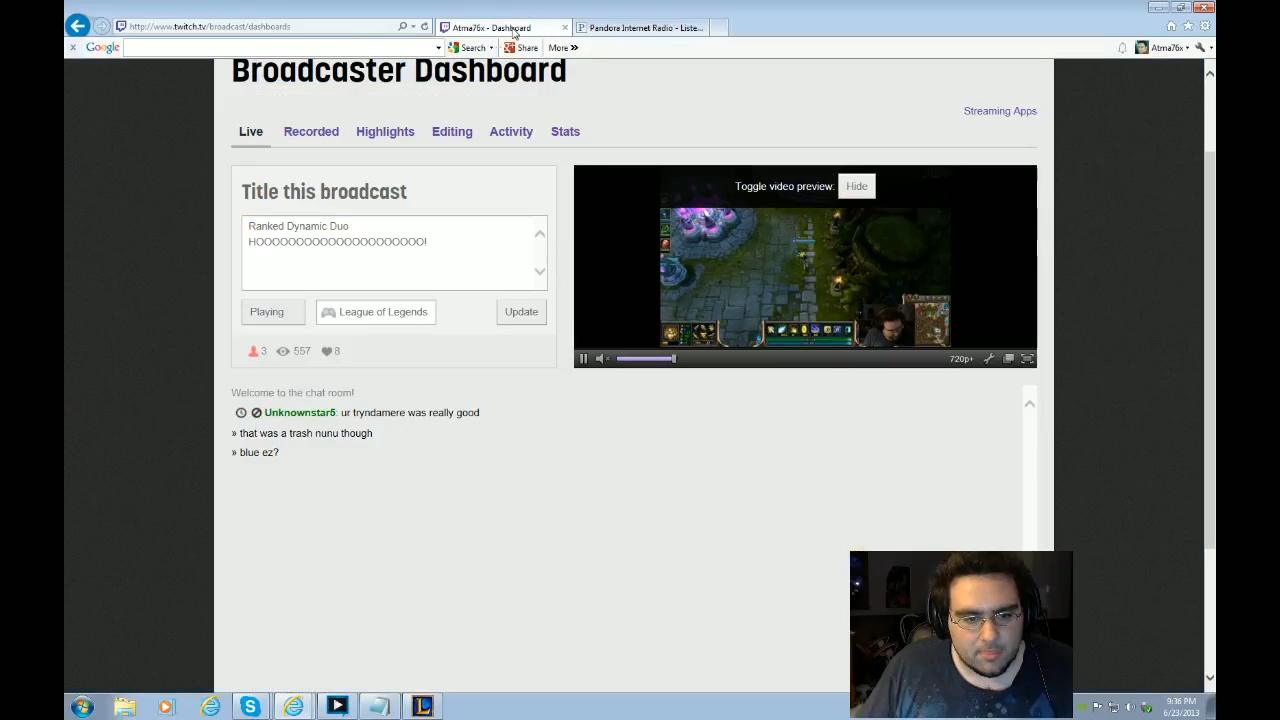 http://www.twitch.tv/broadcast/dashboards
Atma76x - Dashboard
Pandora Internet Radio - Liste...
x Google
Search
Share
More »
Atma76x
Broadcaster Dashboard
Streaming Apps
Live
Recorded
Highlights
Editing
Activity
Stats
Title this broadcast
Ranked Dynamic Duo
HOOOOOOOOOOOOOOOOOOOOO!
Toggle video preview:
Hide
Playing
League of Legends
Update
3
557
8
720p+
Welcome to the chat room!
Unknownstar5: ur tryndamere was really good
» that was a trash nunu though
» blue ez?
9:36 PM
6/23/2013